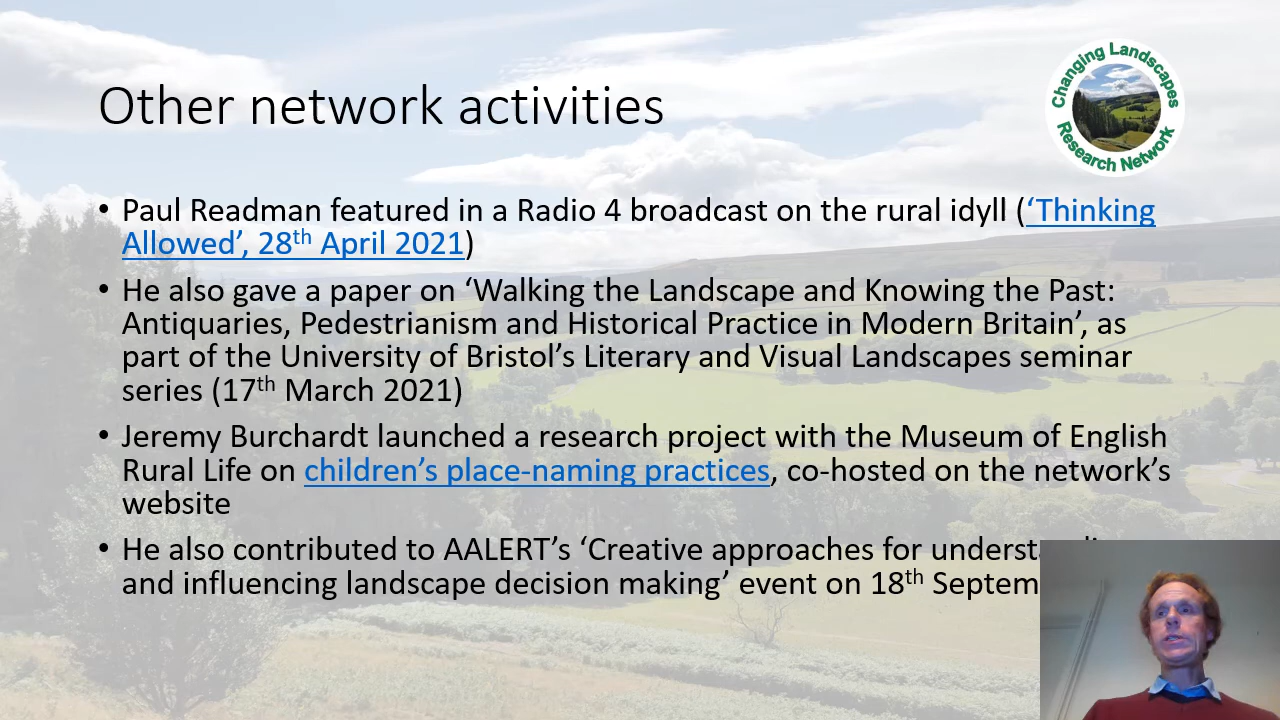 Other network activities
Changing Landscapes
Research Network
• Paul Readman featured in a Radio 4 broadcast on the rural idyll (‘Thinking
Allowed’, 28th April 2021)
• He also gave a paper on ‘Walking the Landscape and Knowing the Past:
Antiquaries, Pedestrianism and Historical Practice in Modern Britain’, as
part of the University of Bristol’s Literary and Visual Landscapes seminar
series (17th March 2021)
• Jeremy Burchardt launched a research project with the Museum of English
Rural Life on children’s place-naming practices, co-hosted on the network’s
website
• He also contributed to AALERT’s ‘Creative approaches for
and influencing landscape decision making’ event on 18th